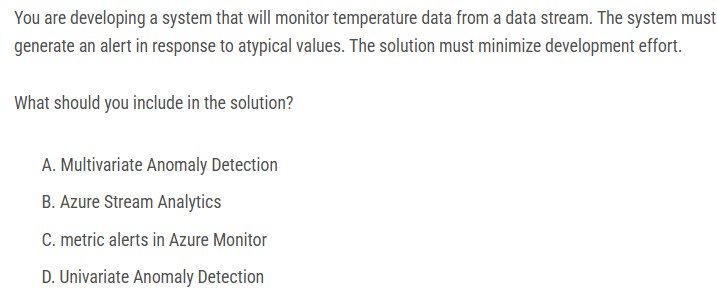 You are developing a system that will monitor temperature data from a data stream. The system must
generate an alert in response to atypical values. The solution must minimize development effort.
What should you include in the solution?
A. Multivariate Anomaly Detection
B. Azure Stream Analytics
C. metric alerts in Azure Monitor
D. Univariate Anomaly Detection